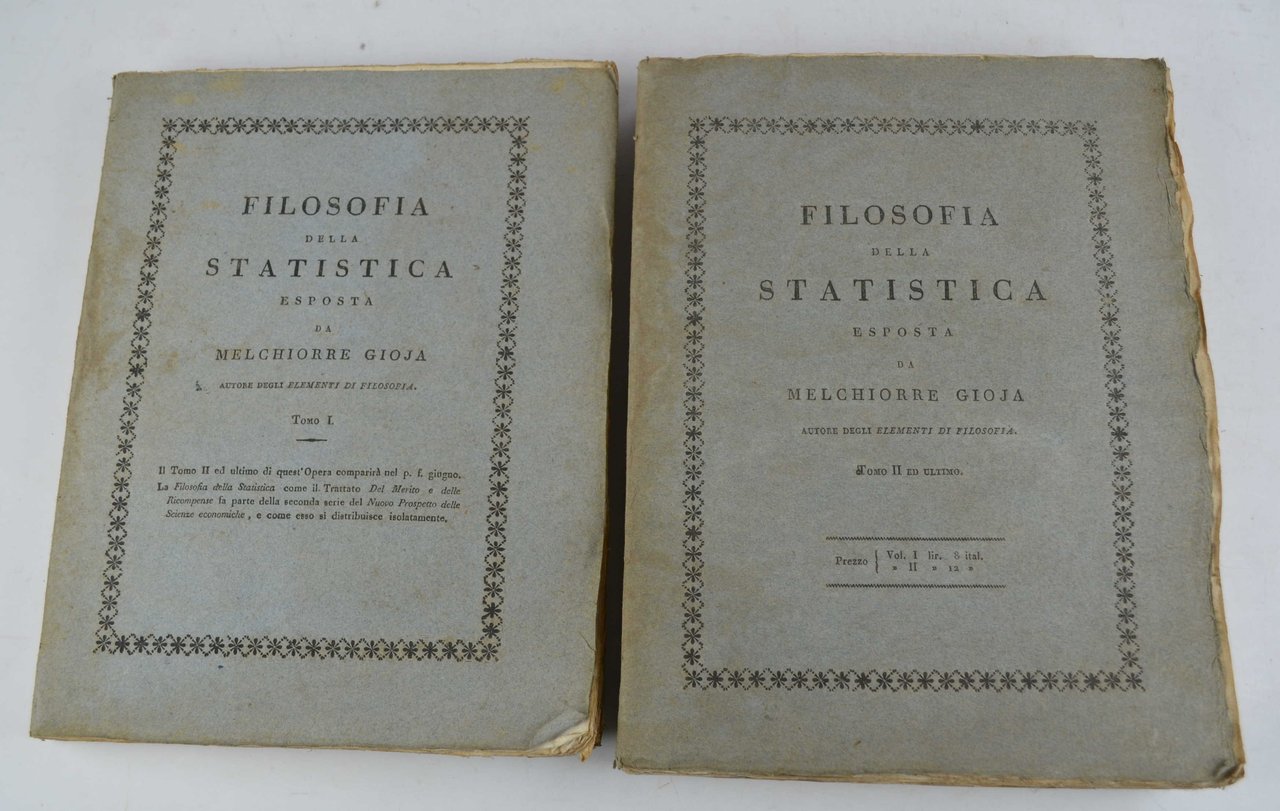 FILOSOFIA
DELLA
STATISTICA
ESPOSTA
DA
MELCHIORRE GIOJA
AUTORE DEGLI ELEMENTI DI FILOSOFIA.
Tomo I.
Il Tomo II ed ultimo di quest'Opera comparirà nel p. f. giugno.
La Filosofia della Statistica come il Trattato Del Merito e delle
Ricompense fa parte della seconda serie del Nuovo Prospetto delle
Scienze economiche, e come esso si distribuisce isolatamente.
FILOSOFIA
DELLA
STATISTICA
ESPOSTA
DA
MELCHIORRE GIOJA
AUTORE DEGLI ELEMENTI DI FILOSOFIA.
Tomo II ED ULTIMO.
Prezzo { Vol. I lir. 8 ital.
» II » 12 »